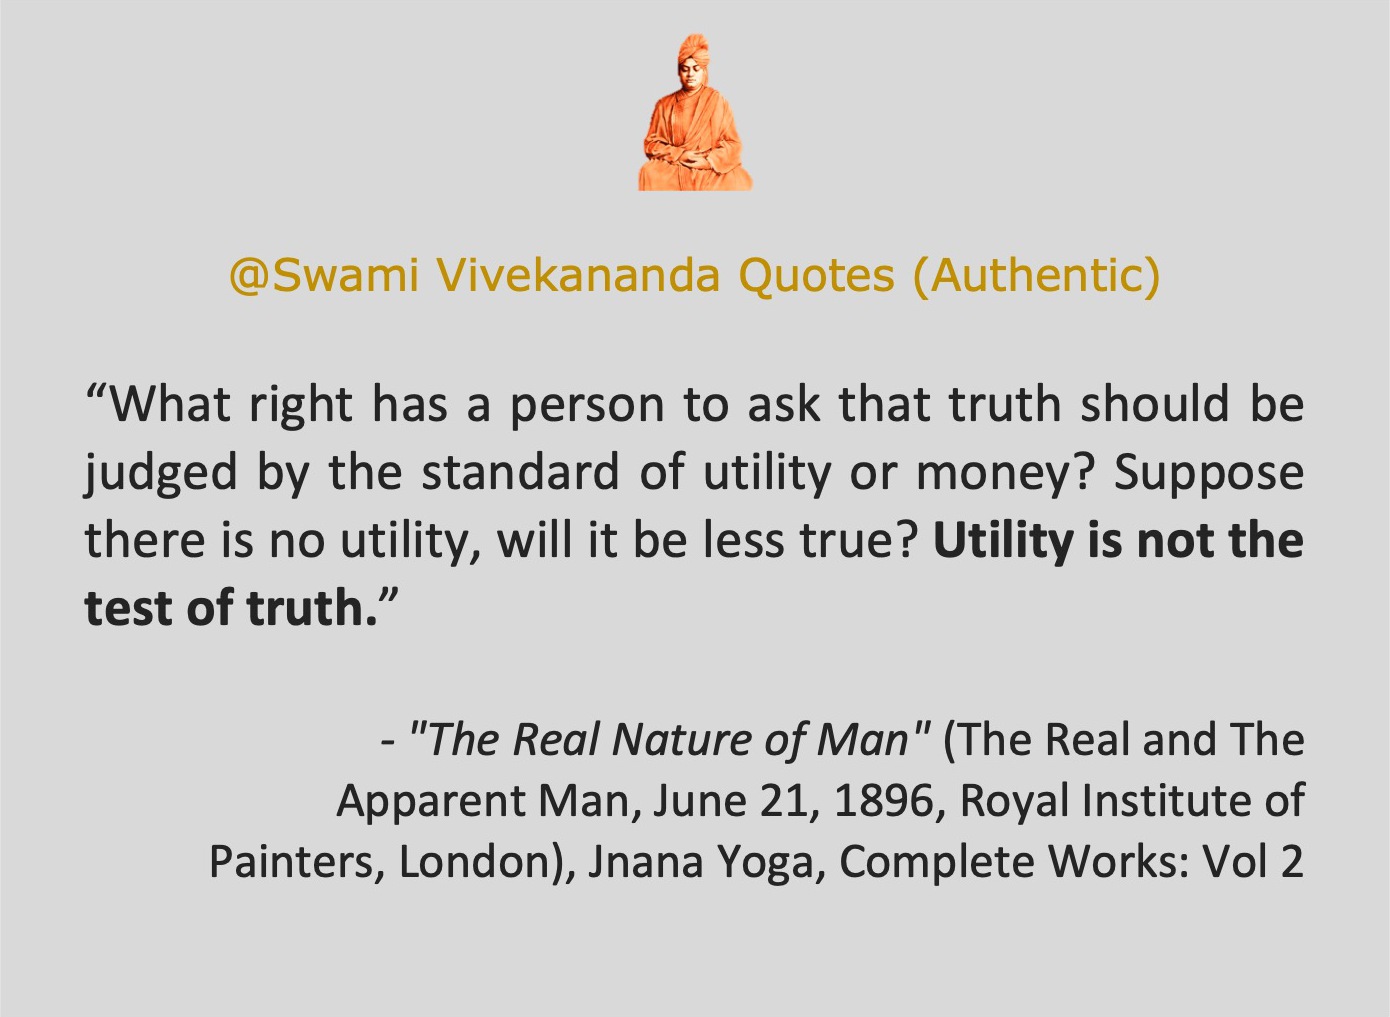 @Swami Vivekananda Quotes (Authentic)
“What right has a person to ask that truth should be
judged by the standard of utility or money? Suppose
there is no utility, will it be less true? Utility is not the
test of truth.”
- "The Real Nature of Man" (The Real and The
Apparent Man, June 21, 1896, Royal Institute of
Painters, London), Jnana Yoga, Complete Works: Vol 2